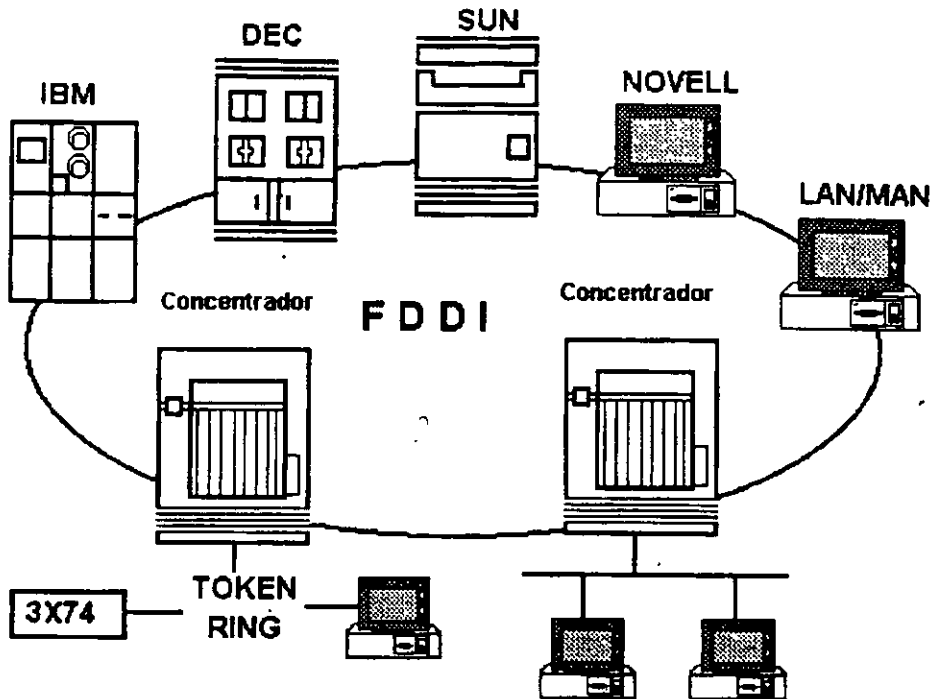 SUN
DEC
NOVELL
IBM
LAN/MAN
Concentrador
Concentrador
F D D I
TOKEN
RING
3X74